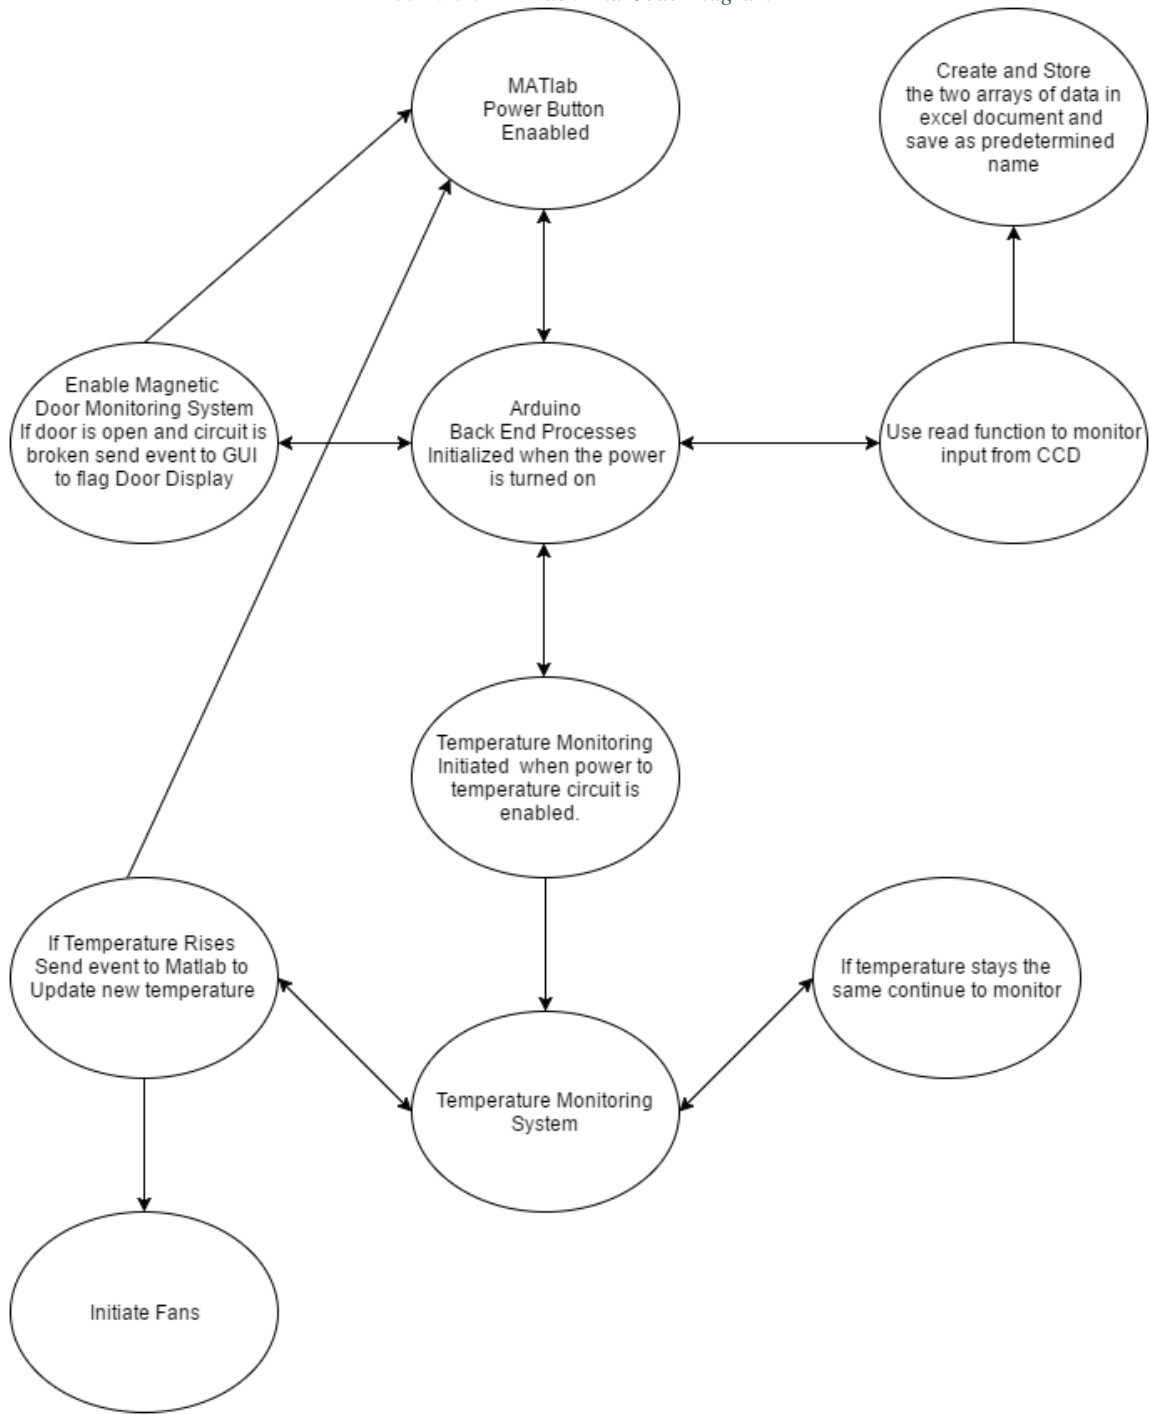 MATlab
Power Button
Enaabled
Create and Store
the two arrays of data in
excel document and
save as predetermined
name
Enable Magnetic
Door Monitoring System
If door is open and circuit is
broken send event to GUI
to flag Door Display
Arduino
Back End Processes
Initialized when the power
is turned on
Use read function to monitor
input from CCD
Temperature Monitoring
Initiated when power to
temperature circuit is
enabled.
If Temperature Rises
Send event to Matlab to
Update new temperature
If temperature stays the
same continue to monitor
Temperature Monitoring
System
Initiate Fans